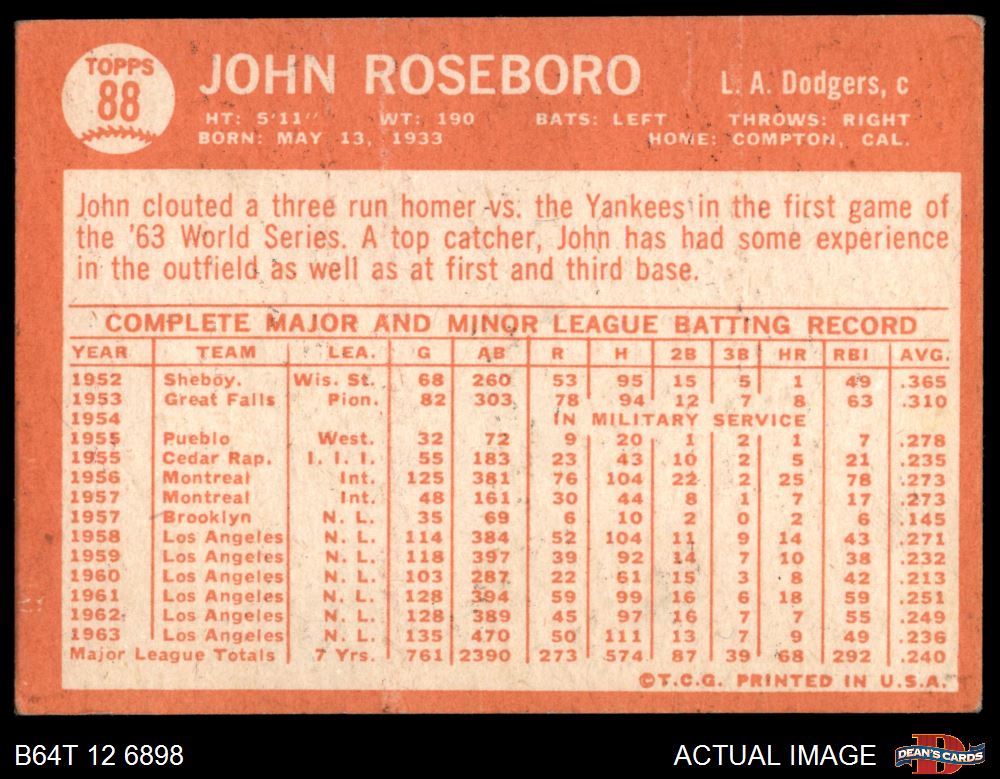 TOPPS
88
JOHN ROSEBORO
L. A. Dodgers, c
HT: 5'11" WT: 190 BATS: LEFT THROWS: RIGHT
BORN: MAY 13, 1933 HOME: COMPTON, CAL.
John clouted a three run homer vs. the Yankees in the first game of
the '63 World Series. A top catcher, John has had some experience
in the outfield as well as at first and third base.
COMPLETE MAJOR AND MINOR LEAGUE BATTING RECORD
YEAR TEAM LEA. G AB R H 2B 3B HR RBI AVG.
1952 Sheboy. Wis. St. 68 260 53 95 15 5 1 49 .365
1953 Great Falls Pion. 82 303 78 94 12 7 8 63 .310
1954 IN MILITARY SERVICE
1955 Pueblo West. 32 72 9 20 1 2 1 7 .278
1955 Cedar Rap. I. I. I. 55 183 23 43 10 2 5 21 .235
1956 Montreal Int. 125 381 76 104 22 2 25 78 .273
1957 Montreal Int. 48 161 30 44 8 1 7 17 .273
1957 Brooklyn N. L. 35 69 6 10 2 0 2 6 .145
1958 Los Angeles N. L. 114 384 52 104 11 9 14 43 .271
1959 Los Angeles N. L. 118 397 39 92 14 7 10 38 .232
1960 Los Angeles N. L. 103 287 22 61 15 3 8 42 .213
1961 Los Angeles N. L. 128 394 59 99 16 6 18 59 .251
1962 Los Angeles N. L. 128 389 45 97 16 7 7 55 .249
1963 Los Angeles N. L. 135 470 50 111 13 7 9 49 .236
Major League Totals 7 Yrs. 761 2390 273 574 87 39 68 292 .240
©T.C.G. PRINTED IN U.S.A.
B64T 12 6898
ACTUAL IMAGE
DEAN'S CARDS